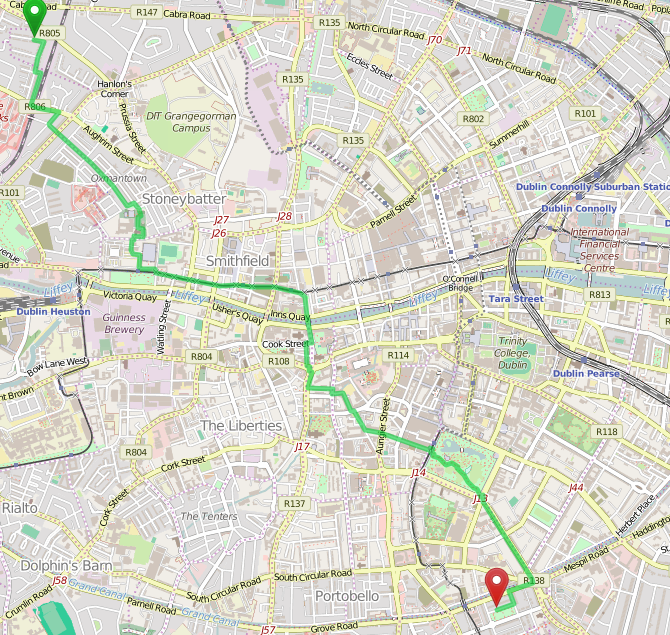 Cabra Road
R147
R135
North Circular Road
R805
J70
J71
Eccles Street
North Circular Road
Hanlon's
Corner
R135
R806
Prussia Street
DIT Grangegorman
Campus
R101
R802
Summerhill
Aughrim Street
R135
Oxmantown
R101
Stoneybatter
Parnell Street
Dublin Connolly Suburban
Dublin Connolly
J27
J28
J26
International
Financial
Services
Centre
Smithfield
O'Connell
Bridge
Liffey
Liffey
Liffey
Liffey
Victoria Quay
R813
Tara Street
Dublin Heuston
Usher's Quay
Inns Quay
Guinness
Brewery
Watling Street
Cook Street
Trinity
College,
Dublin
R804
R108
R114
Bow Lane West
Dublin Pearse
Aungier Street
The Liberties
R118
J17
R804
Cork Street
J14
J44
J13
Cork Street
R137
Herbert Place
Rialto
The Tenters
Dolphin's Barn
Mespil Road
J58
South Circular Road
South Circular Road
R138
Grand Canal
Portobello
Crumlin Road
Parnell Road
Grand Canal
J57
Grove Road